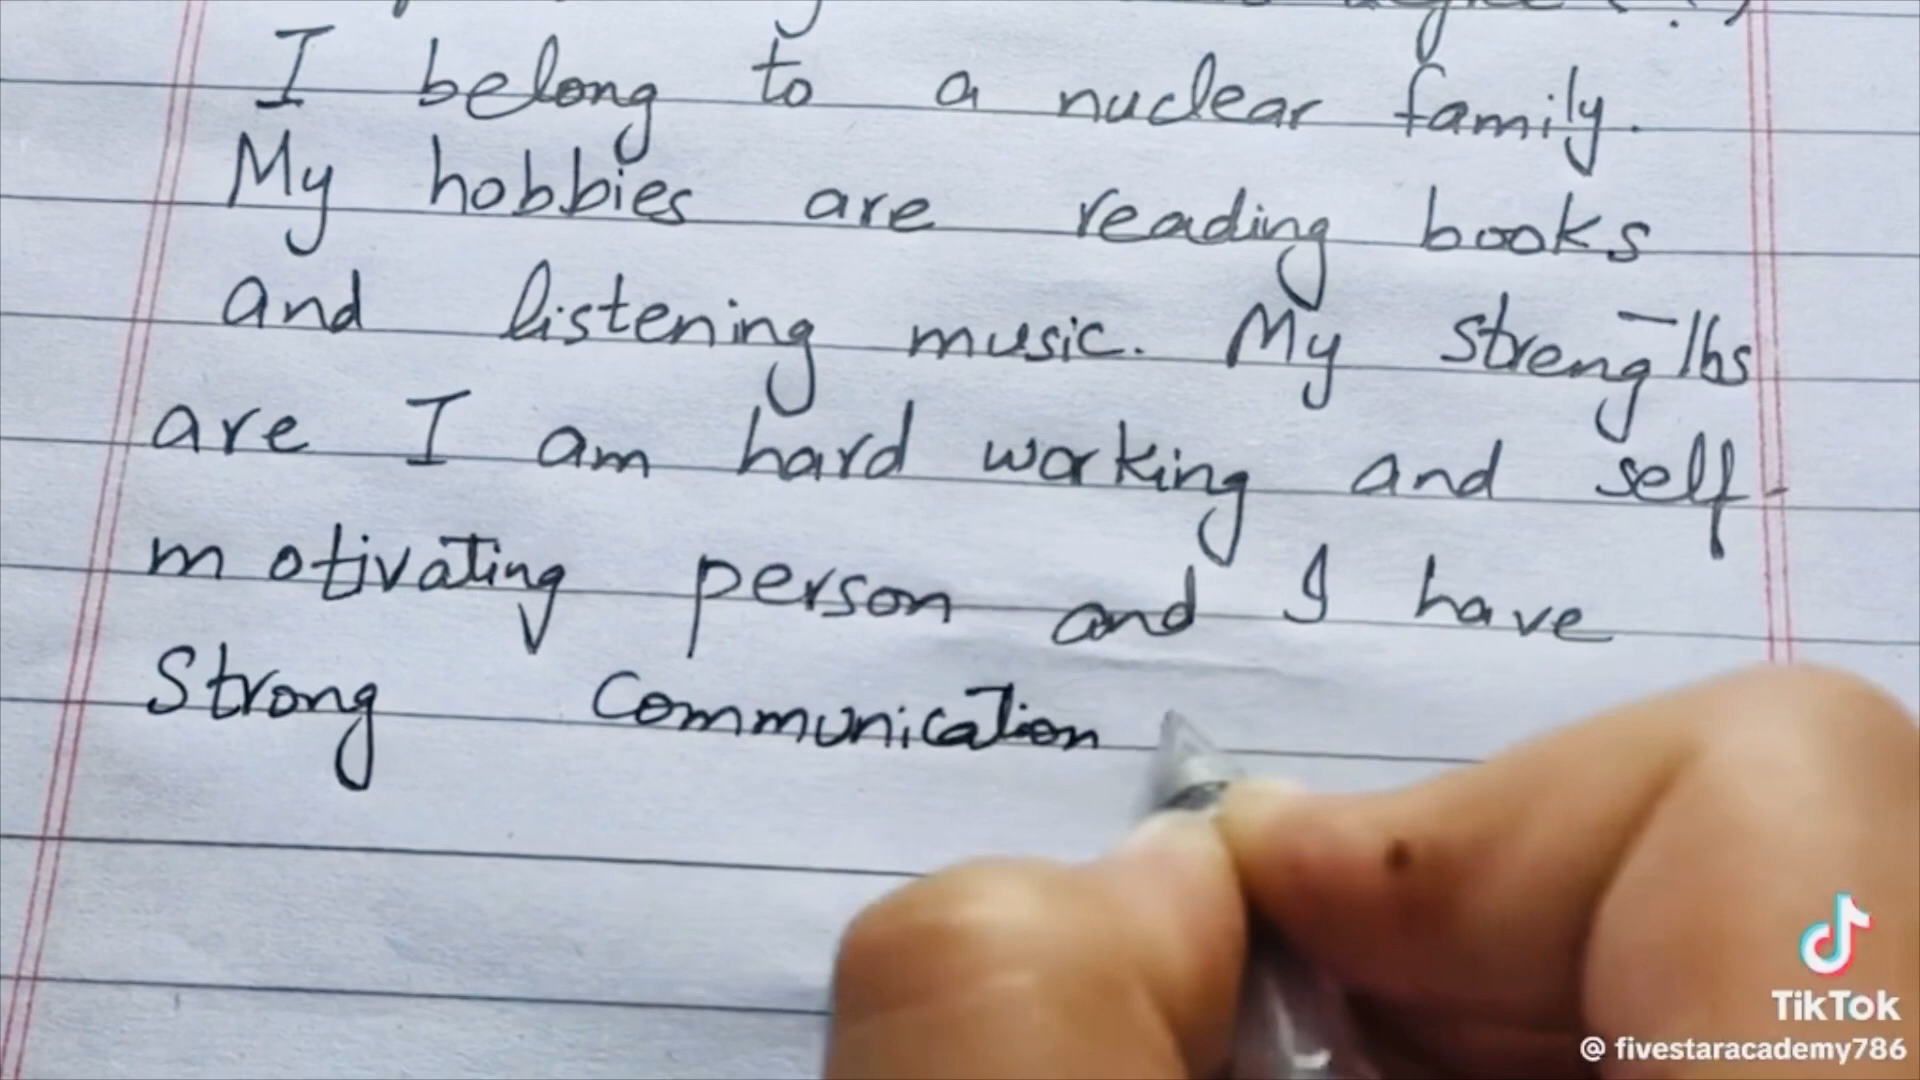 I belong to a nuclear family.
My hobbies are reading books
and listening music. My strengths
are I am hard working and self-
motivating person and I have
Strong Communication
TikTok
@ fivestaracademy786